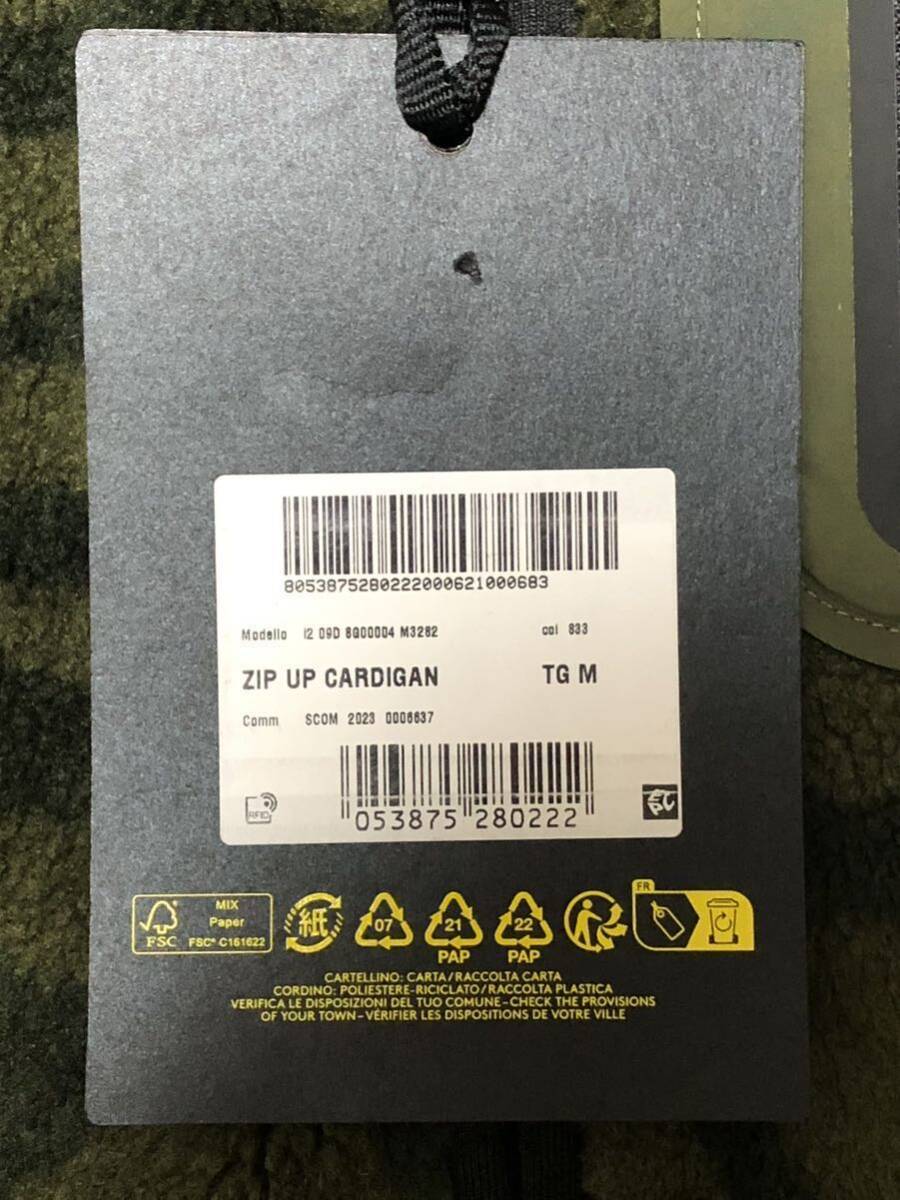 8053875280222000621000683
Modello I2 09D 8G00004 M3282 col 833
ZIP UP CARDIGAN TG M
Comm SCOM 2023 0006637
RFID
053875 280222
MIX
Paper
FSC
FSC® C161622
紙
07
21
PAP
22
PAP
FR
CARTELLINO: CARTA/RACCOLTA CARTA
CORDINO: POLIESTERE-RICICLATO/RACCOLTA PLASTICA
VERIFICA LE DISPOSIZIONI DEL TUO COMUNE-CHECK THE PROVISIONS
OF YOUR TOWN-VÉRIFIER LES DISPOSITIONS DE VOTRE VILLE